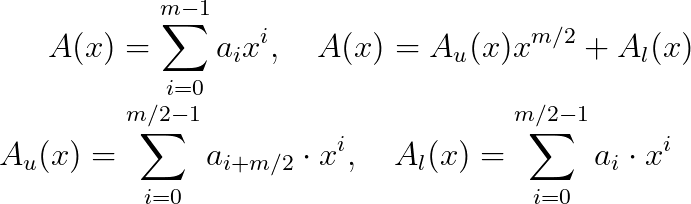 A(x) = \sum_{i=0}^{m-1} a_i x^i, \quad A(x) = A_u(x)x^{m/2} + A_l(x)
A_u(x) = \sum_{i=0}^{m/2-1} a_{i+m/2} \cdot x^i, \quad A_l(x) = \sum_{i=0}^{m/2-1} a_i \cdot x^i